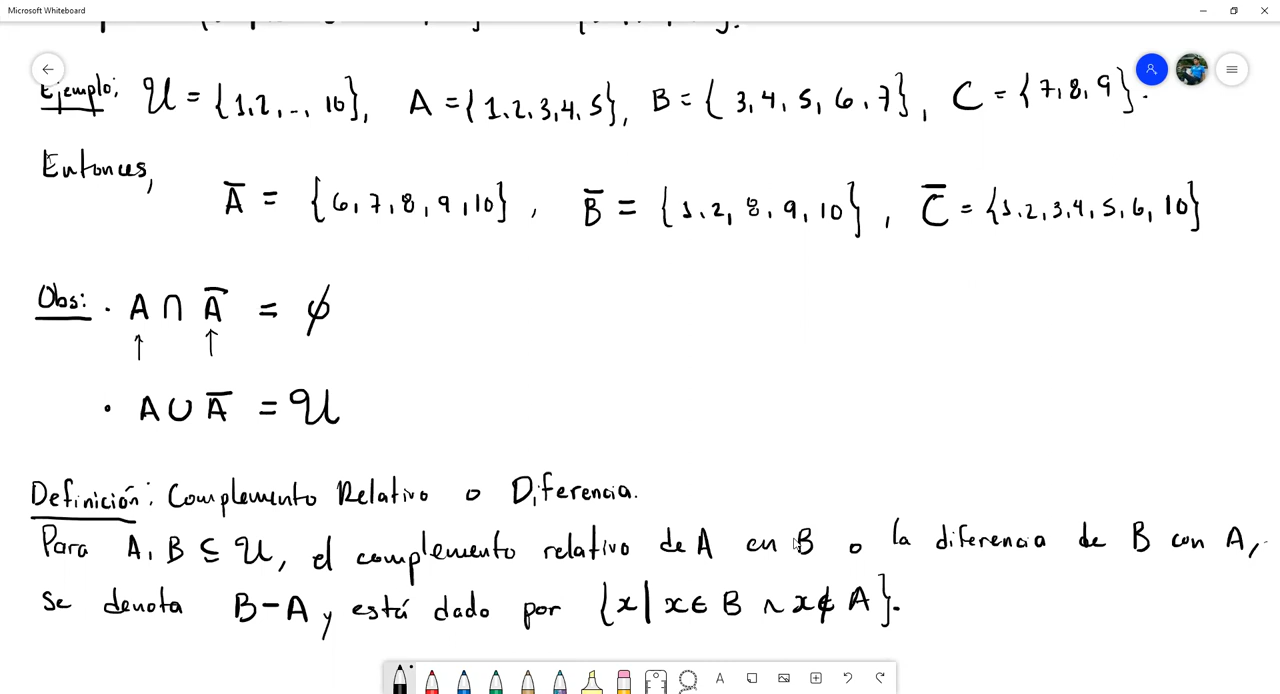 Microsoft Whiteboard
Ejemplo: U = {1,2,..,10}, A = {1,2,3,4,5}, B = {3,4,5,6,7}, C = {7,8,9}.
Entonces,
A̅ = {6,7,8,9,10}, B̅ = {1,2,8,9,10}, C̅ = {1,2,3,4,5,6,10}
Obs: · A ∩ A̅ = ϕ
↑ ↑
· A ∪ A̅ = U
Definición: Complemento Relativo o Diferencia.
Para A, B ⊆ U, el complemento relativo de A en B o la diferencia de B con A,
se denota B-A y está dado por {x | x ∈ B ∧ x ∉ A}.
A